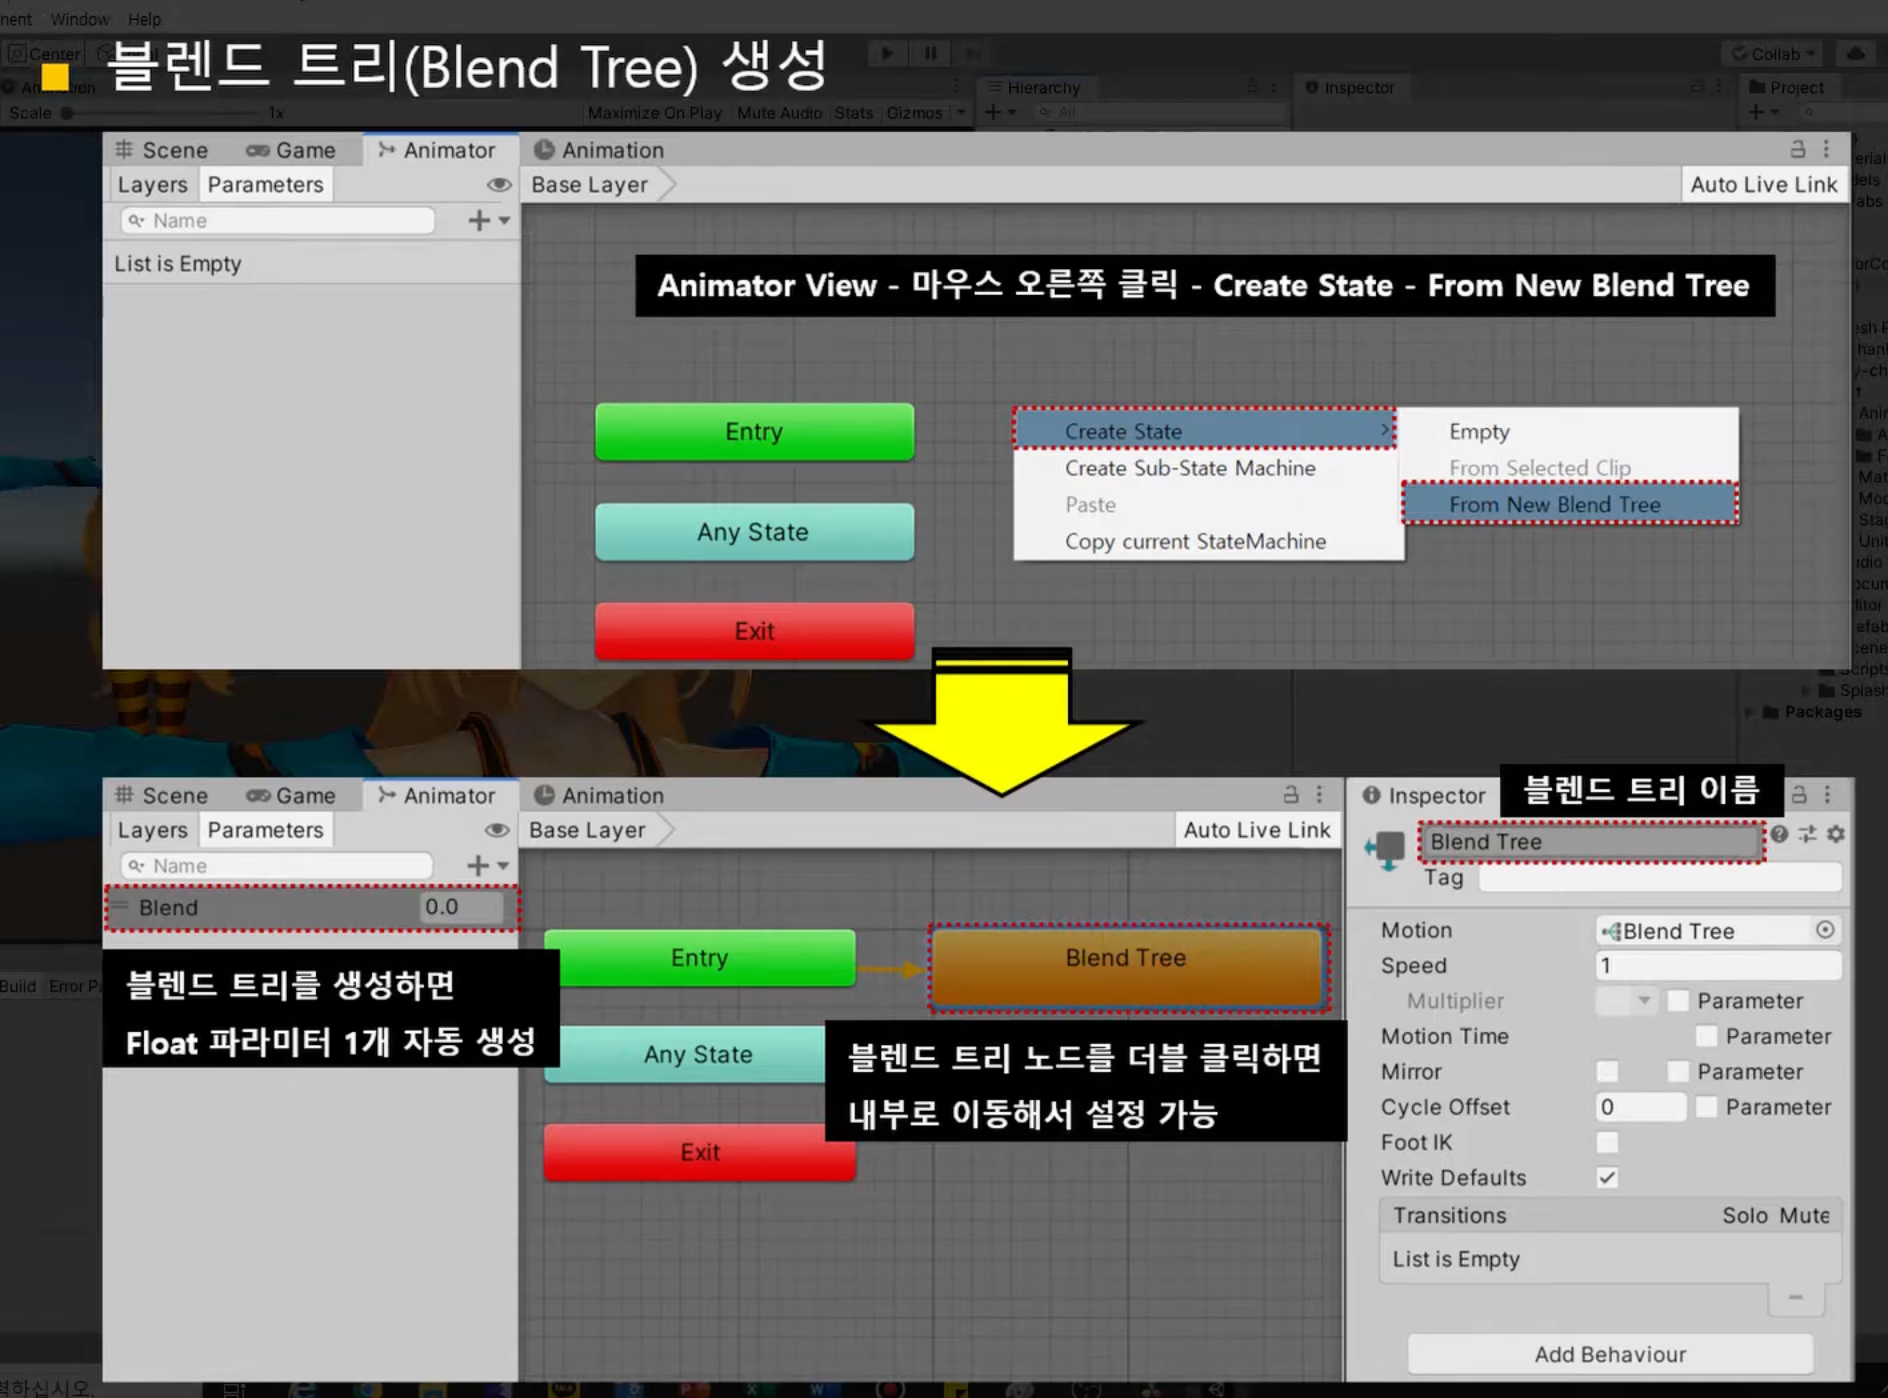 Window Help
블렌드 트리(Blend Tree) 생성
Center
Collab
Hierarchy
Inspector
Project
Scale 1x
Maximize On Play Mute Audio Stats Gizmos
All
Scene Game Animator Animation
Layers Parameters
Base Layer
Auto Live Link
Name
List is Empty
Animator View - 마우스 오른쪽 클릭 - Create State - From New Blend Tree
Entry
Any State
Exit
Create State
Create Sub-State Machine
Paste
Copy current StateMachine
Empty
From Selected Clip
From New Blend Tree
Packages
Scene Game Animator Animation
Layers Parameters
Base Layer
Auto Live Link
Name
Blend 0.0
블렌드 트리를 생성하면
Float 파라미터 1개 자동 생성
Entry
Blend Tree
Any State
블렌드 트리 노드를 더블 클릭하면
내부로 이동해서 설정 가능
Exit
Inspector
블렌드 트리 이름
Blend Tree
Tag
Motion Blend Tree
Speed 1
Multiplier Parameter
Motion Time Parameter
Mirror Parameter
Cycle Offset 0 Parameter
Foot IK
Write Defaults
Transitions Solo Mute
List is Empty
Add Behaviour
Build